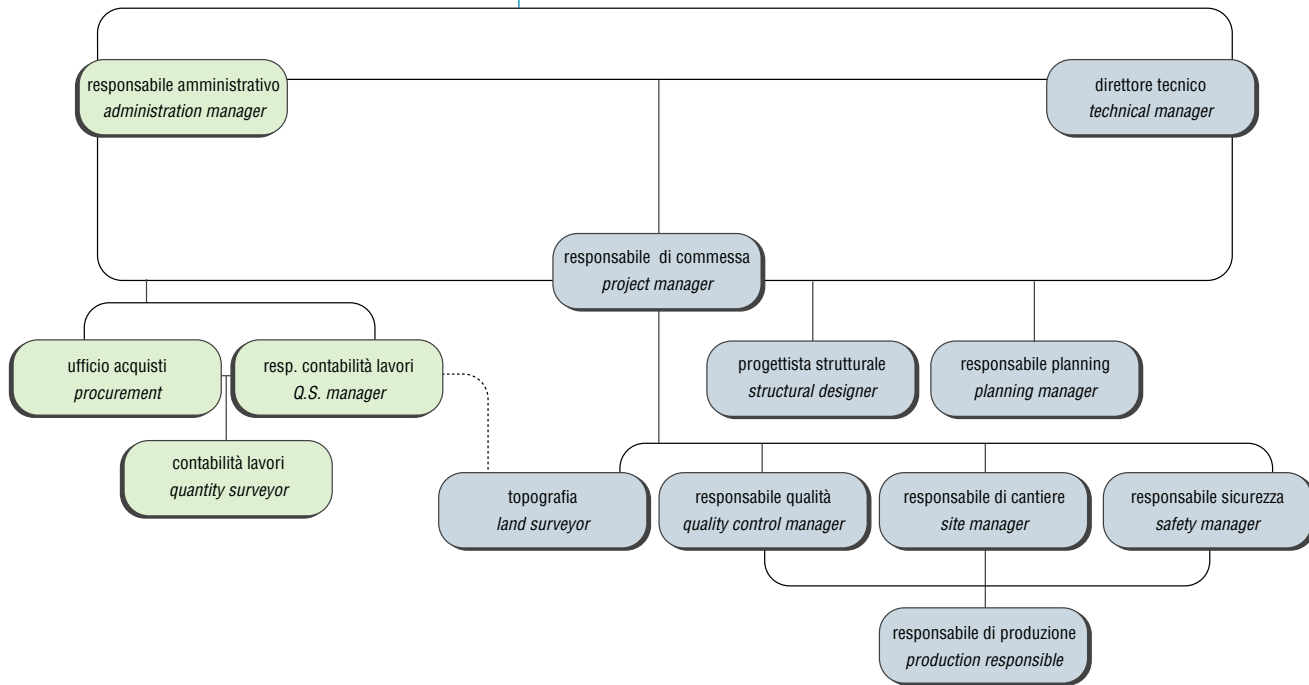 responsabile amministrativo
administration manager
direttore tecnico
technical manager
responsabile di commessa
project manager
ufficio acquisti
procurement
resp. contabilità lavori
Q.S. manager
progettista strutturale
structural designer
responsabile planning
planning manager
contabilità lavori
quantity surveyor
topografia
land surveyor
responsabile qualità
quality control manager
responsabile di cantiere
site manager
responsabile sicurezza
safety manager
responsabile di produzione
production responsible